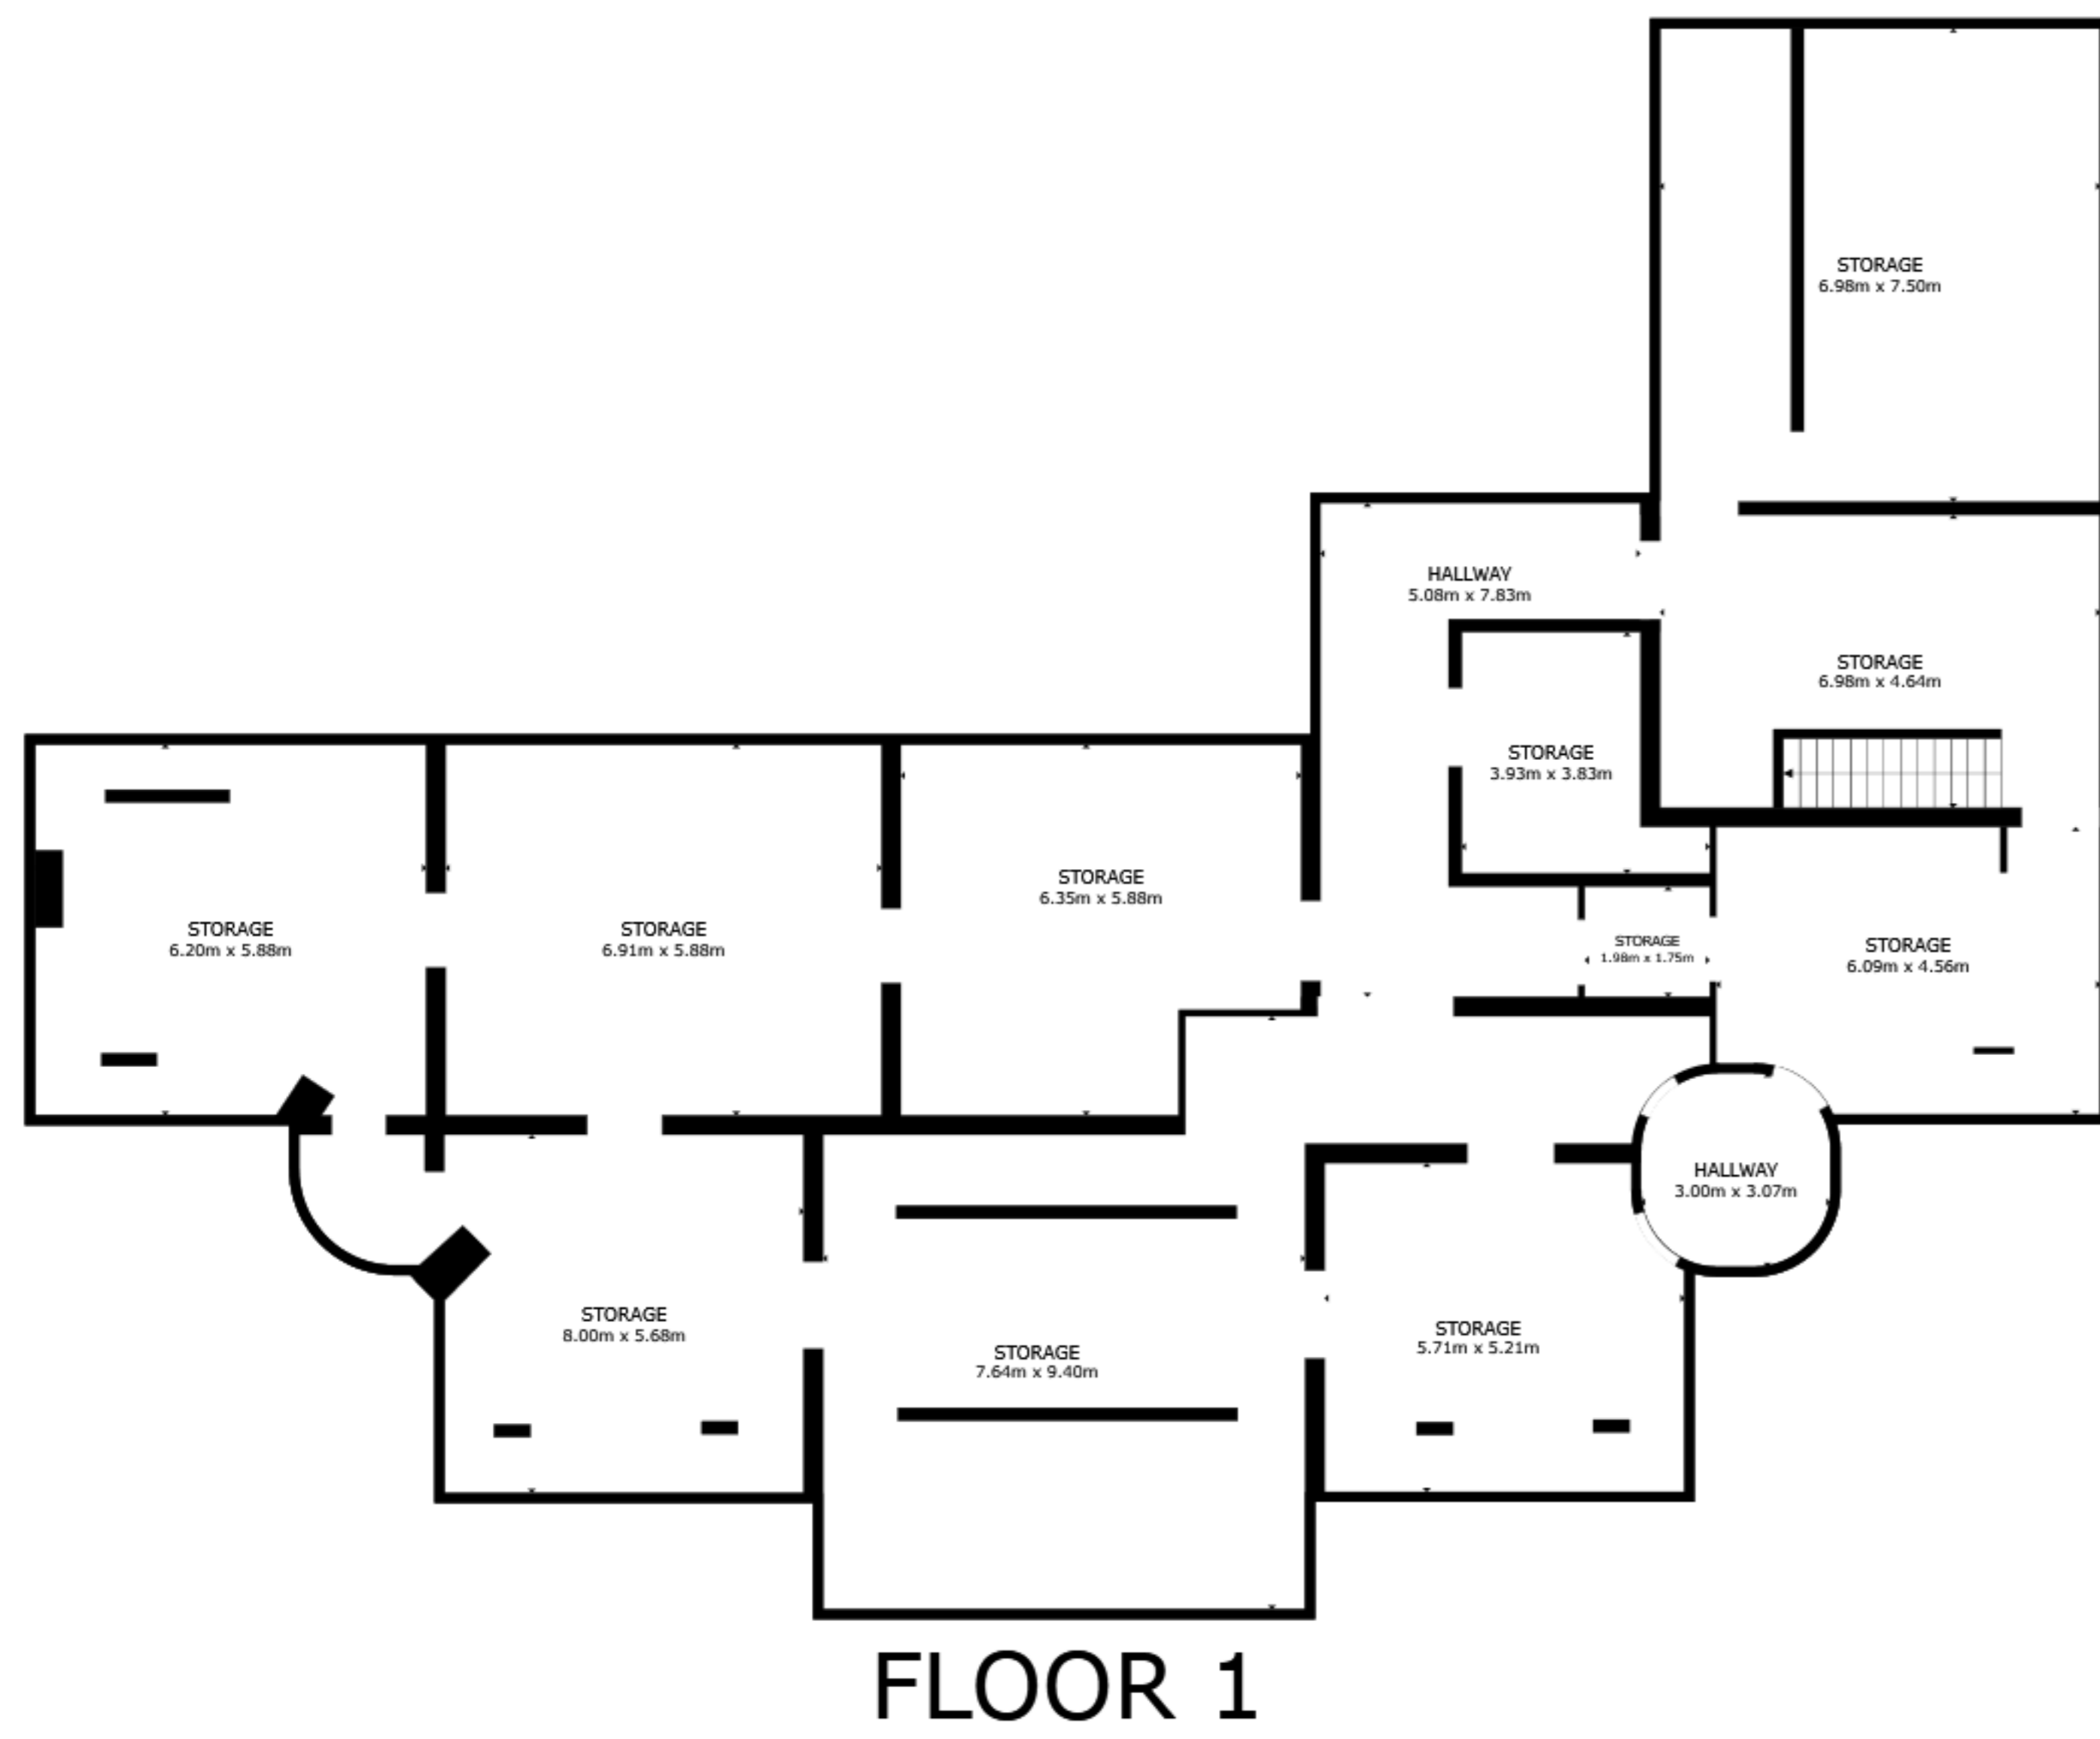 STORAGE
6.98m x 7.50m
HALLWAY
5.08m x 7.83m
STORAGE
6.98m x 4.64m
STORAGE
3.93m x 3.83m
STORAGE
6.35m x 5.88m
STORAGE
6.20m x 5.88m
STORAGE
6.91m x 5.88m
STORAGE
1.98m x 1.75m
STORAGE
6.09m x 4.56m
HALLWAY
3.00m x 3.07m
STORAGE
8.00m x 5.68m
STORAGE
7.64m x 9.40m
STORAGE
5.71m x 5.21m
FLOOR 1